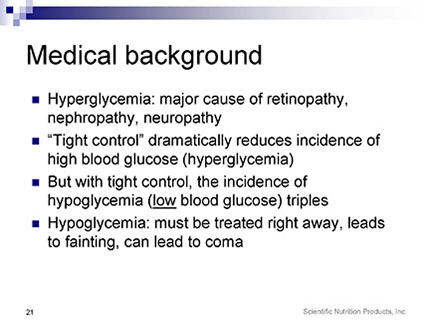 Medical background
Hyperglycemia: major cause of retinopathy,
nephropathy, neuropathy
“Tight control” dramatically reduces incidence of
high blood glucose (hyperglycemia)
But with tight control, the incidence of
hypoglycemia (low blood glucose) triples
Hypoglycemia: must be treated right away, leads
to fainting, can lead to coma
21
Scientific Nutrition Products, Inc.